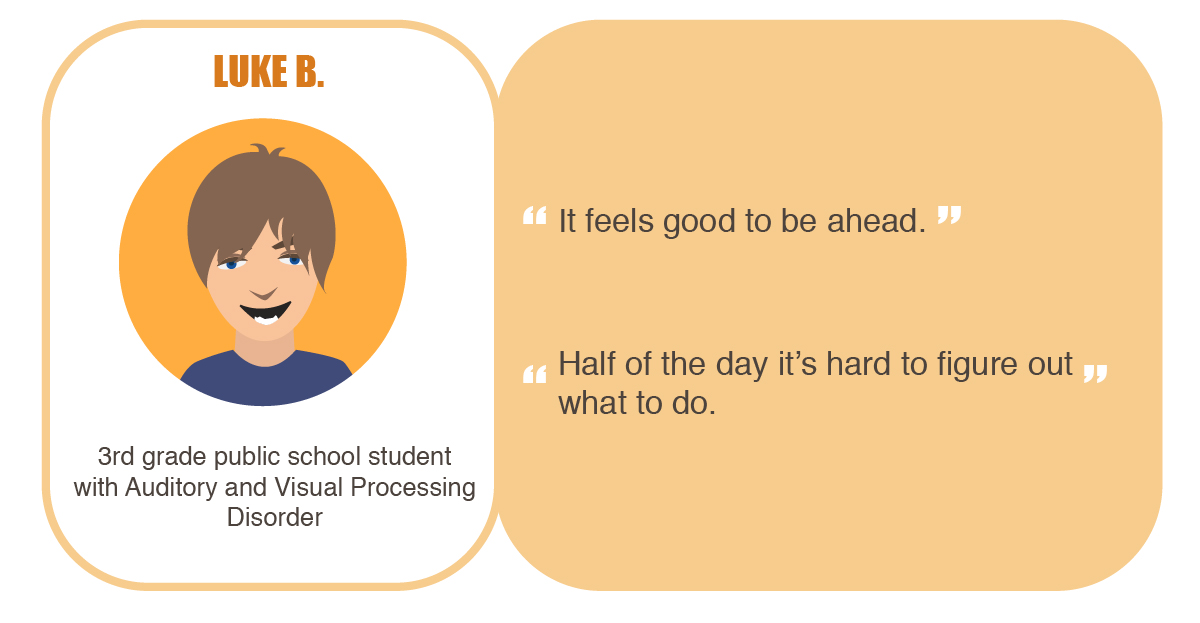 LUKE B.
3rd grade public school student
with Auditory and Visual Processing
Disorder
“ It feels good to be ahead. ”
“ Half of the day it’s hard to figure out ”
what to do.